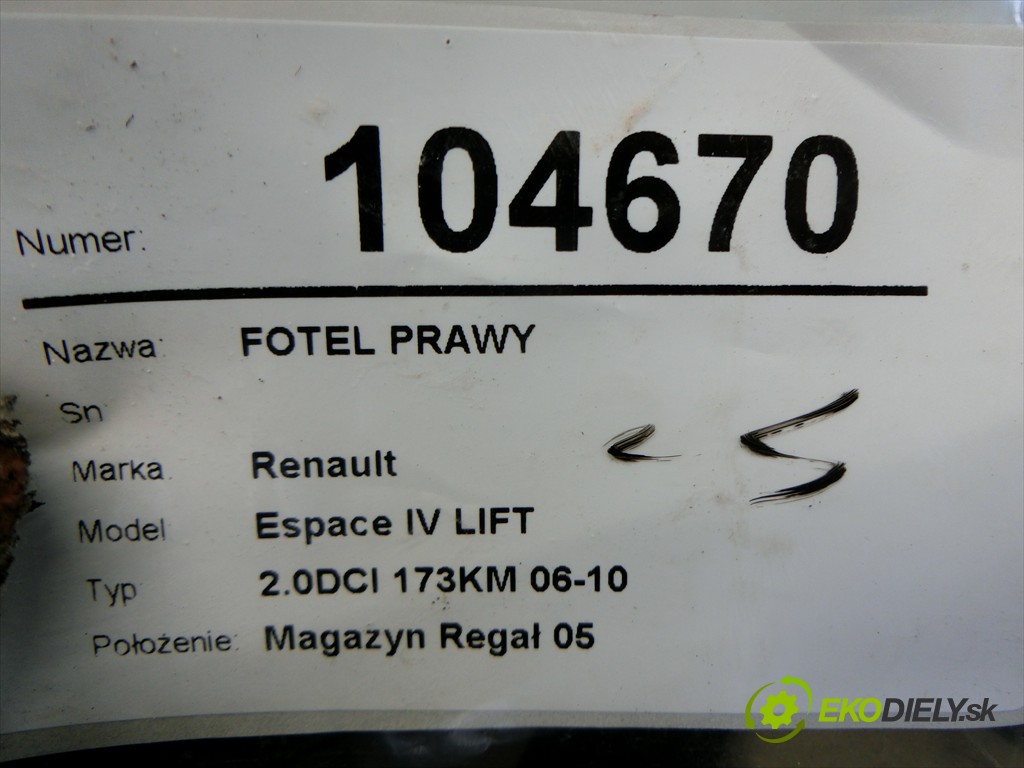 Numer: 104670
Nazwa: FOTEL PRAWY
Sn
Marka. Renault
Model Espace IV LIFT
Typ 2.0DCI 173KM 06-10
Położenie: Magazyn Regał 05
EKODIELY.sk